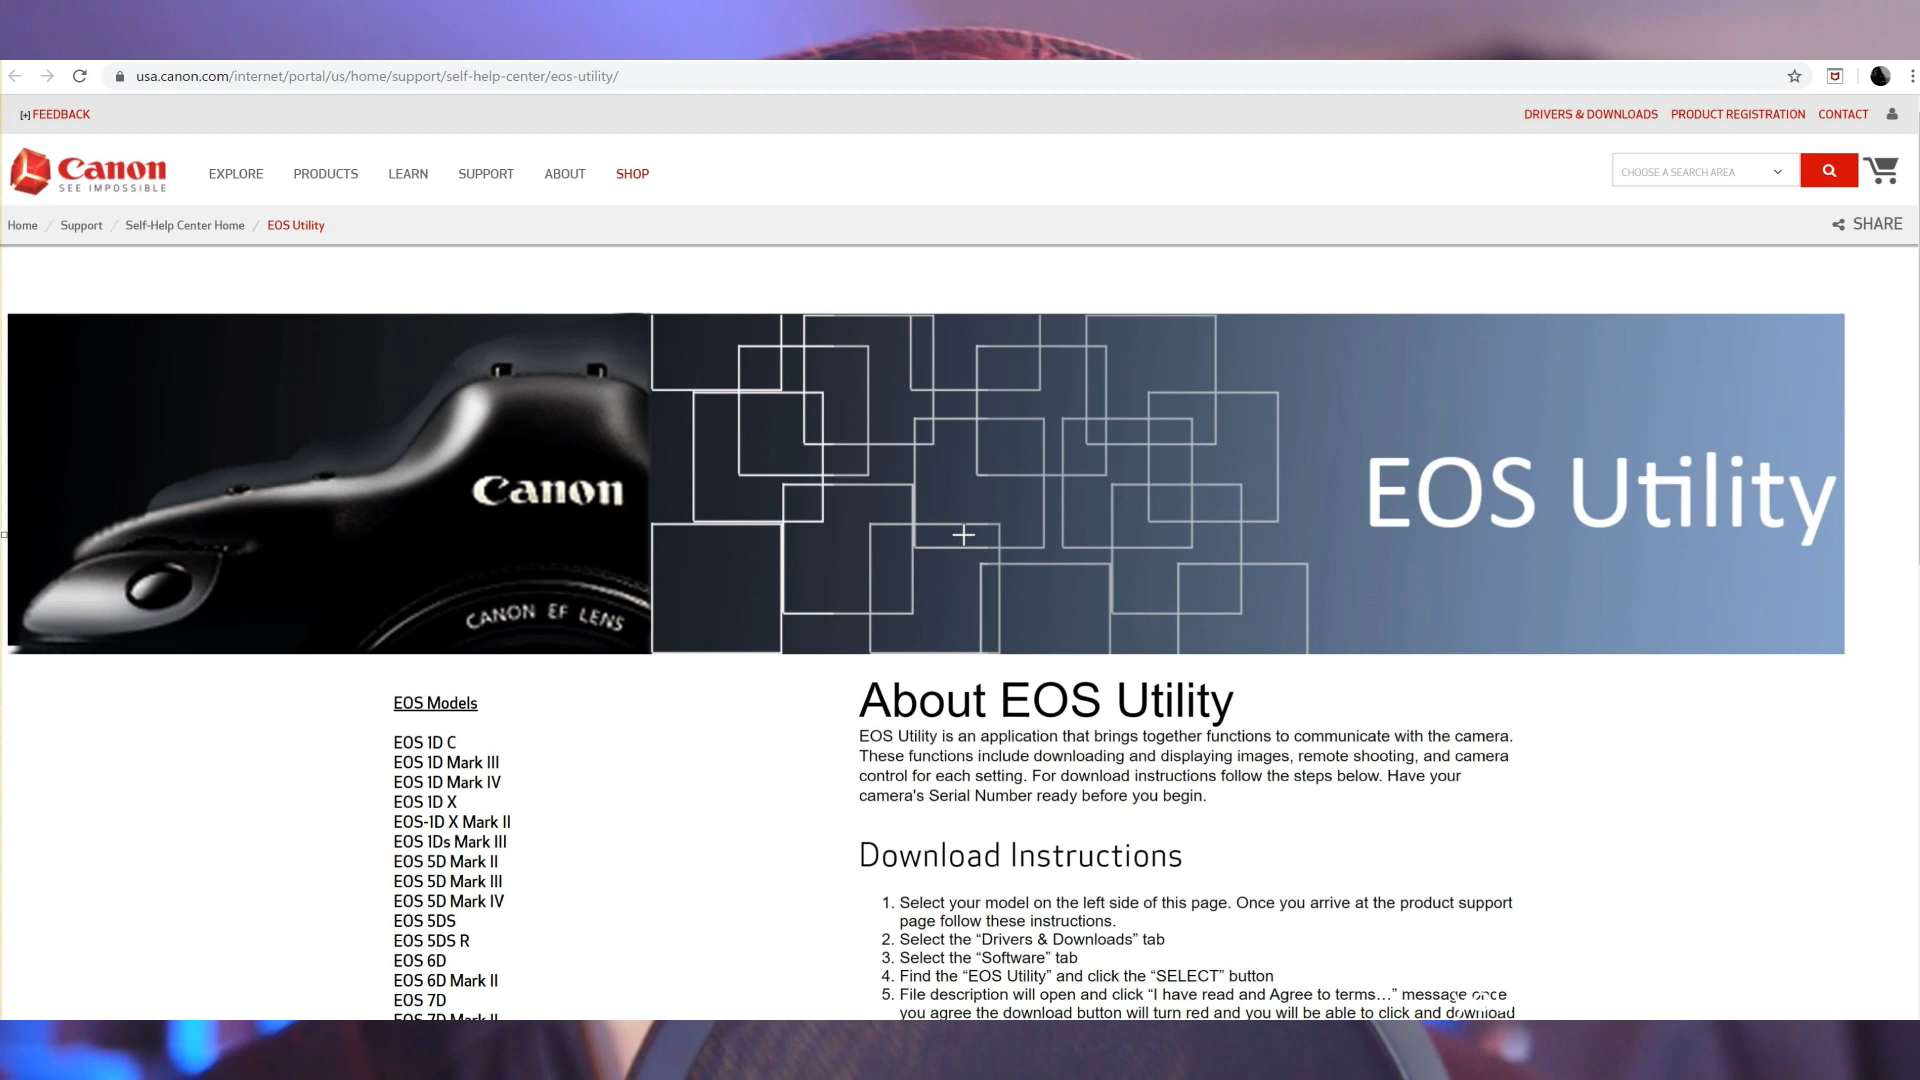 usa.canon.com/internet/portal/us/home/support/self-help-center/eos-utility/
[+] FEEDBACK
DRIVERS & DOWNLOADS PRODUCT REGISTRATION CONTACT
Canon
SEE IMPOSSIBLE
EXPLORE PRODUCTS LEARN SUPPORT ABOUT SHOP
CHOOSE A SEARCH AREA
Home / Support / Self-Help Center Home / EOS Utility
SHARE
Canon
CANON EF LENS
EOS Utility
EOS Models
EOS 1D C
EOS 1D Mark III
EOS 1D Mark IV
EOS 1D X
EOS-1D X Mark II
EOS 1Ds Mark III
EOS 5D Mark II
EOS 5D Mark III
EOS 5D Mark IV
EOS 5DS
EOS 5DS R
EOS 6D
EOS 6D Mark II
EOS 7D
EOS 7D Mark II
About EOS Utility
EOS Utility is an application that brings together functions to communicate with the camera.
These functions include downloading and displaying images, remote shooting, and camera
control for each setting. For download instructions follow the steps below. Have your
camera's Serial Number ready before you begin.
Download Instructions
1. Select your model on the left side of this page. Once you arrive at the product support
page follow these instructions.
2. Select the “Drivers & Downloads” tab
3. Select the “Software” tab
4. Find the “EOS Utility” and click the “SELECT” button
5. File description will open and click “I have read and Agree to terms…” message once
you agree the download button will turn red and you will be able to click and download